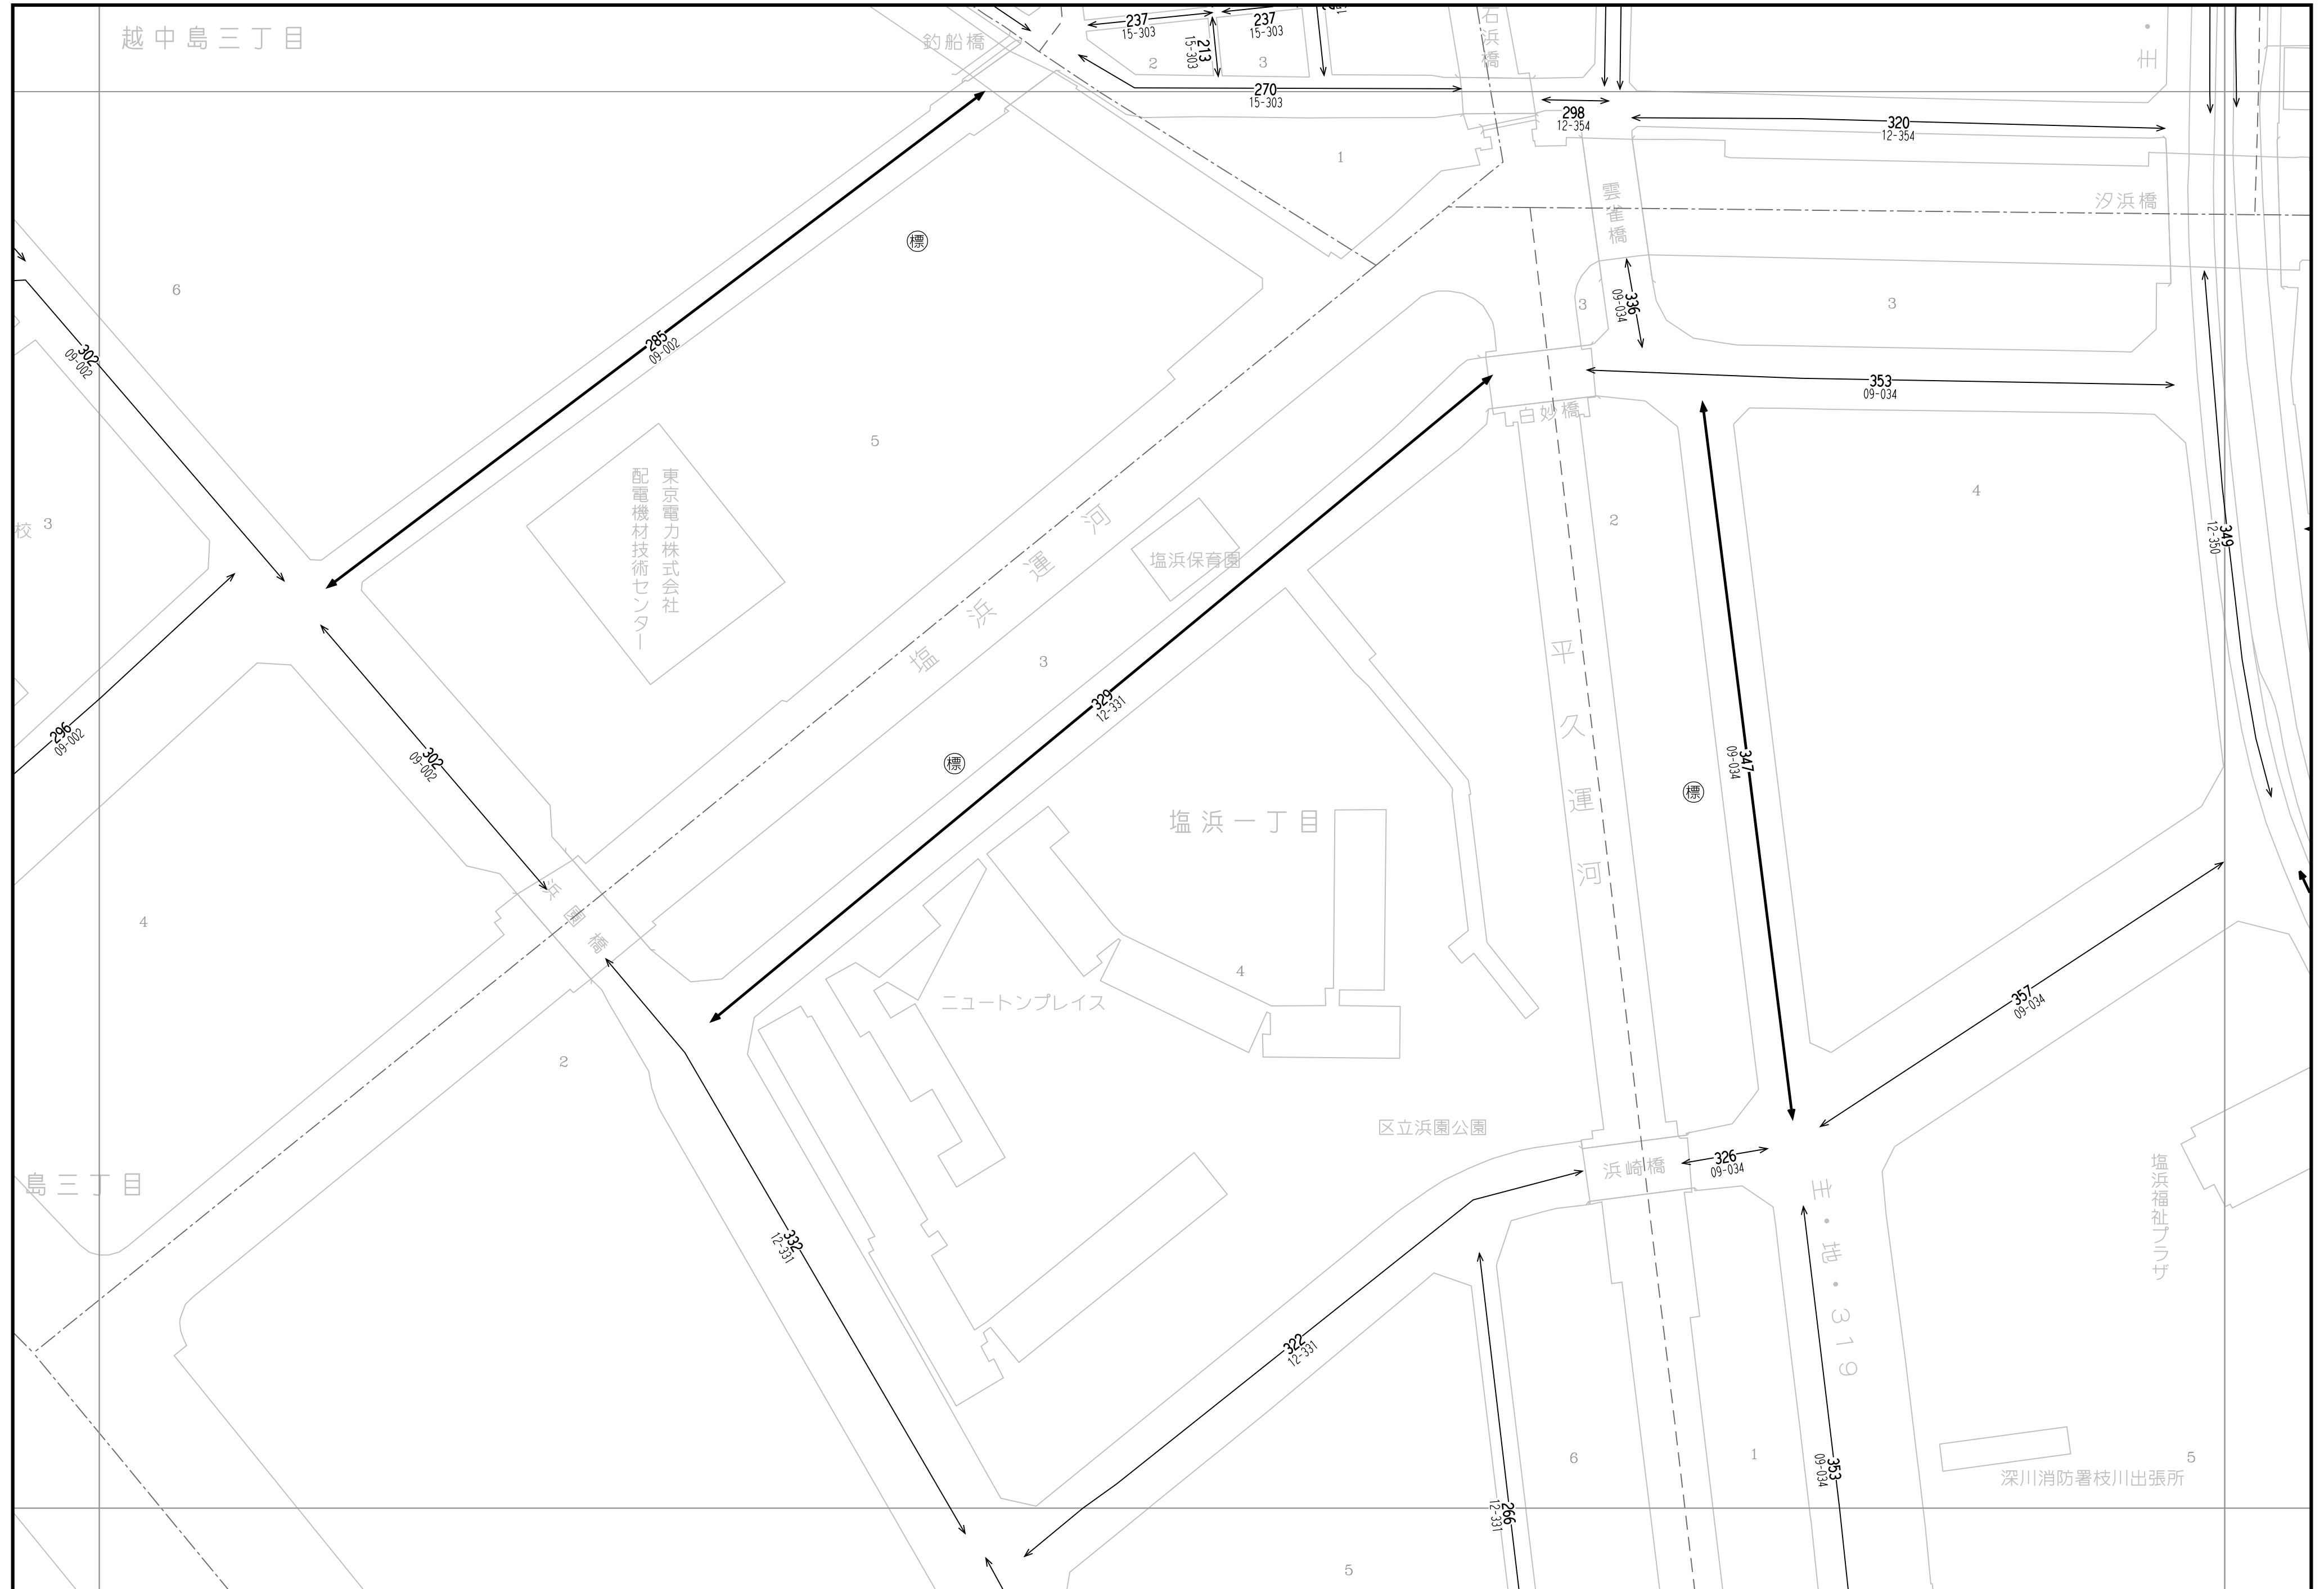 越中島三丁目
釣船橋
237
15-303
213
15-303
237
15-303
2
3
石浜橋
主・
270
15-303
298
12-354
320
12-354
1
雲雀橋
汐浜橋
標
6
302
09-002
285
09-002
336
09-034
3
3
353
09-034
白妙橋
5
東京電力株式会社
配電機材技術センター
校
3
4
2
349
12-350
塩浜運河
塩浜保育園
3
329
12-331
296
09-002
302
09-002
標
347
09-034
標
平久運河
塩浜一丁目
浜園橋
4
4
ニュートンプレイス
357
09-034
2
区立浜園公園
浜崎橋
326
09-034
島三丁目
主・地・319
塩浜福祉プラザ
332
12-331
322
12-331
6
1
353
09-034
5
深川消防署枝川出張所
266
12-331
5